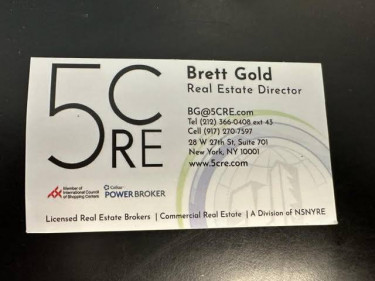 5C
RE
Brett Gold
Real Estate Director
BG@5CRE.com
Tel (212) 366-0408 ext 43
Cell (917) 270-7597
28 W 27th St, Suite 701
New York, NY 10001
www.5cre.com
Member of
International Council
of Shopping Centers
CoStar
POWER BROKER
Licensed Real Estate Brokers | Commercial Real Estate | A Division of NSNYRE